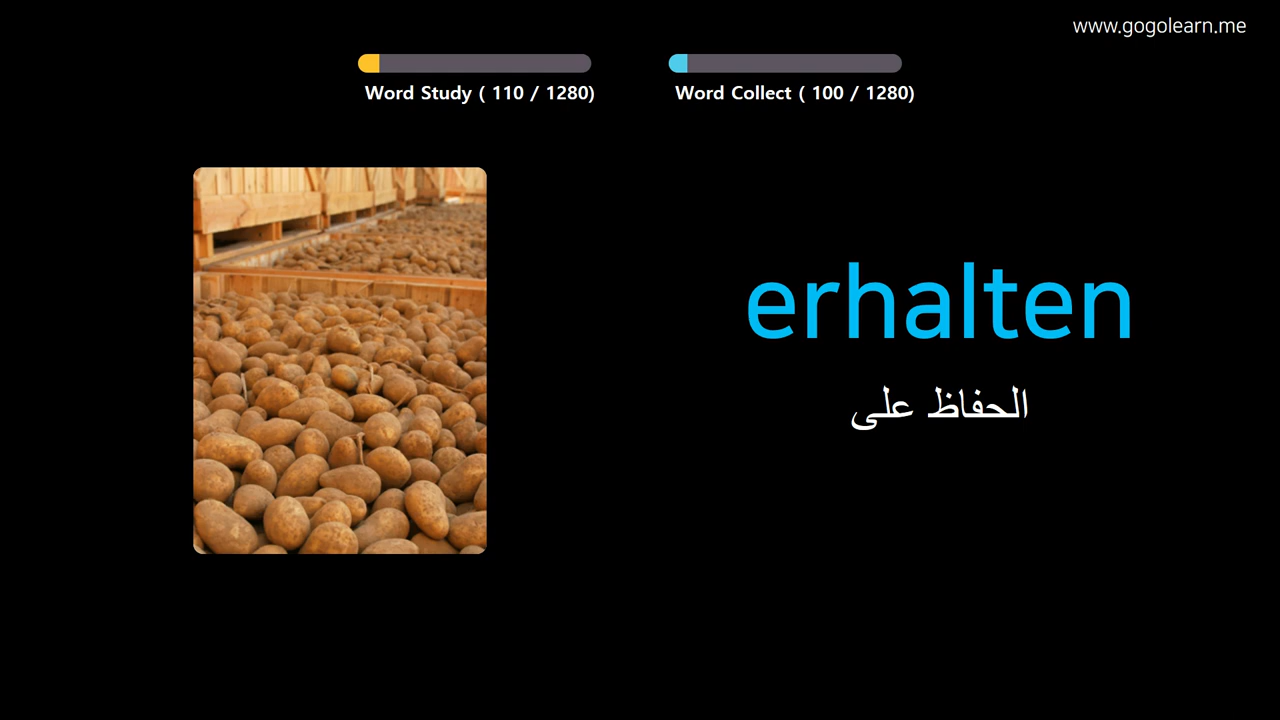 www.gogolearn.me
Word Study ( 110 / 1280)
Word Collect ( 100 / 1280)
erhalten
الحفاظ على